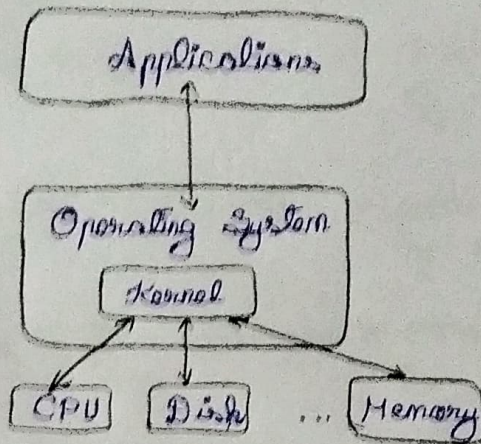 Applications
Operating System
Kernel
CPU Disk ... Memory